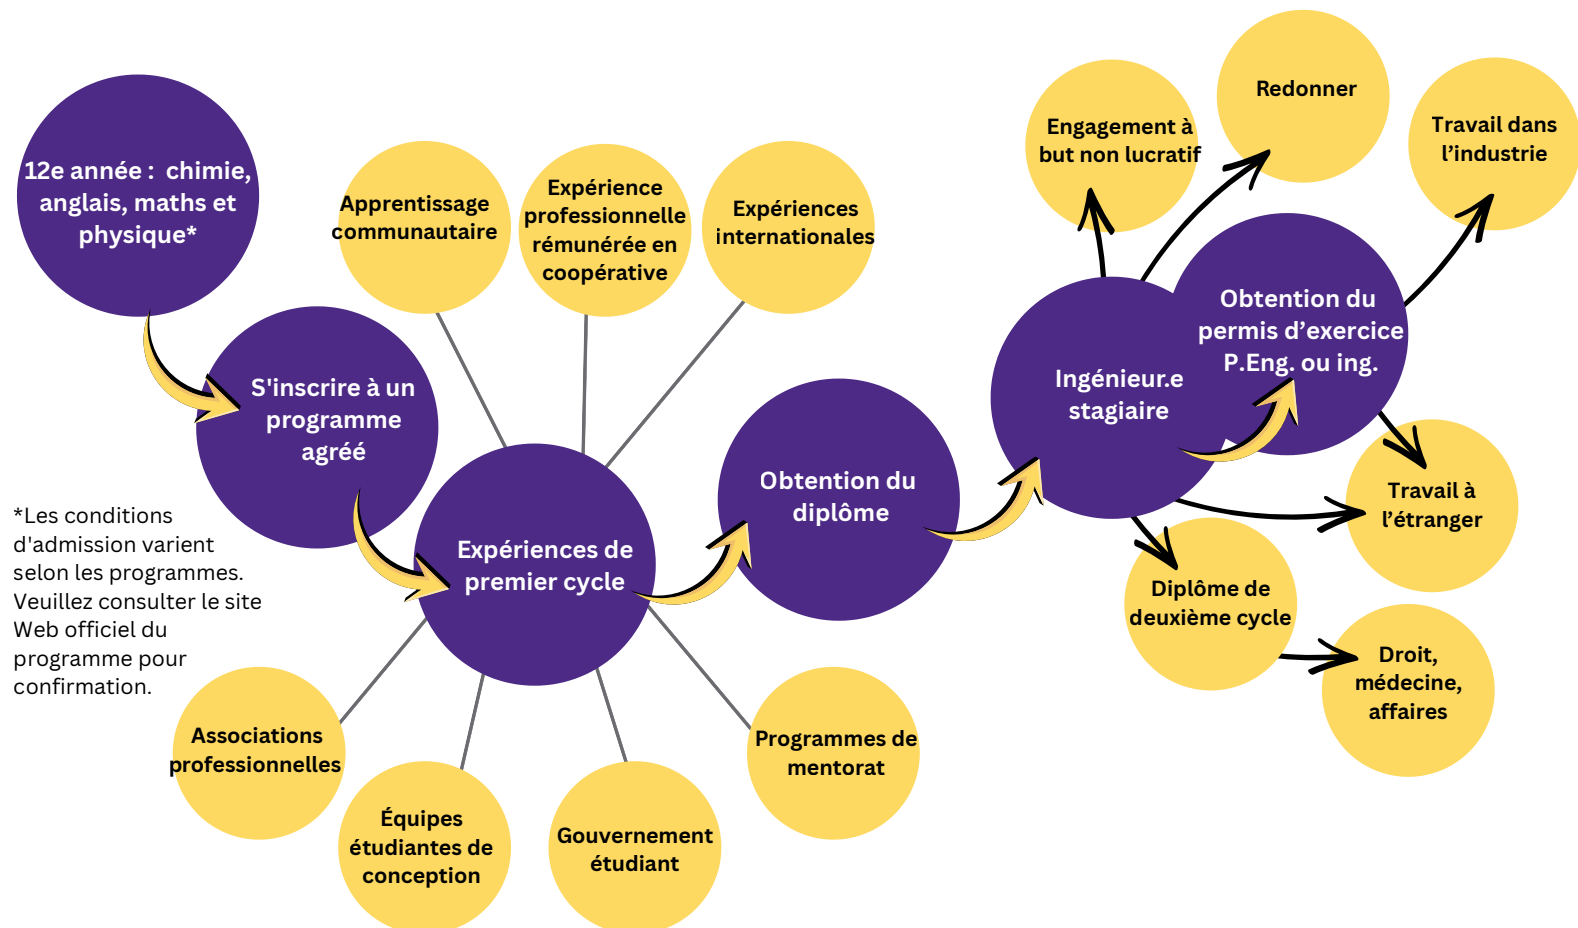 12e année :  chimie,
anglais, maths et
physique*
S'inscrire à un
programme
agréé
*Les conditions
d'admission varient
selon les programmes.
Veuillez consulter le site
Web officiel du
programme pour
confirmation.
Apprentissage
communautaire
Expérience
professionnelle
rémunérée en
coopérative
Expériences
internationales
Expériences de
premier cycle
Associations
professionnelles
Équipes
étudiantes de
conception
Gouvernement
étudiant
Programmes de
mentorat
Obtention du
diplôme
Ingénieur.e
stagiaire
Obtention du
permis d’exercice
P.Eng. ou ing.
Engagement à
but non lucratif
Redonner
Travail dans
l’industrie
Travail à
l’étranger
Diplôme de
deuxième cycle
Droit,
médecine,
affaires